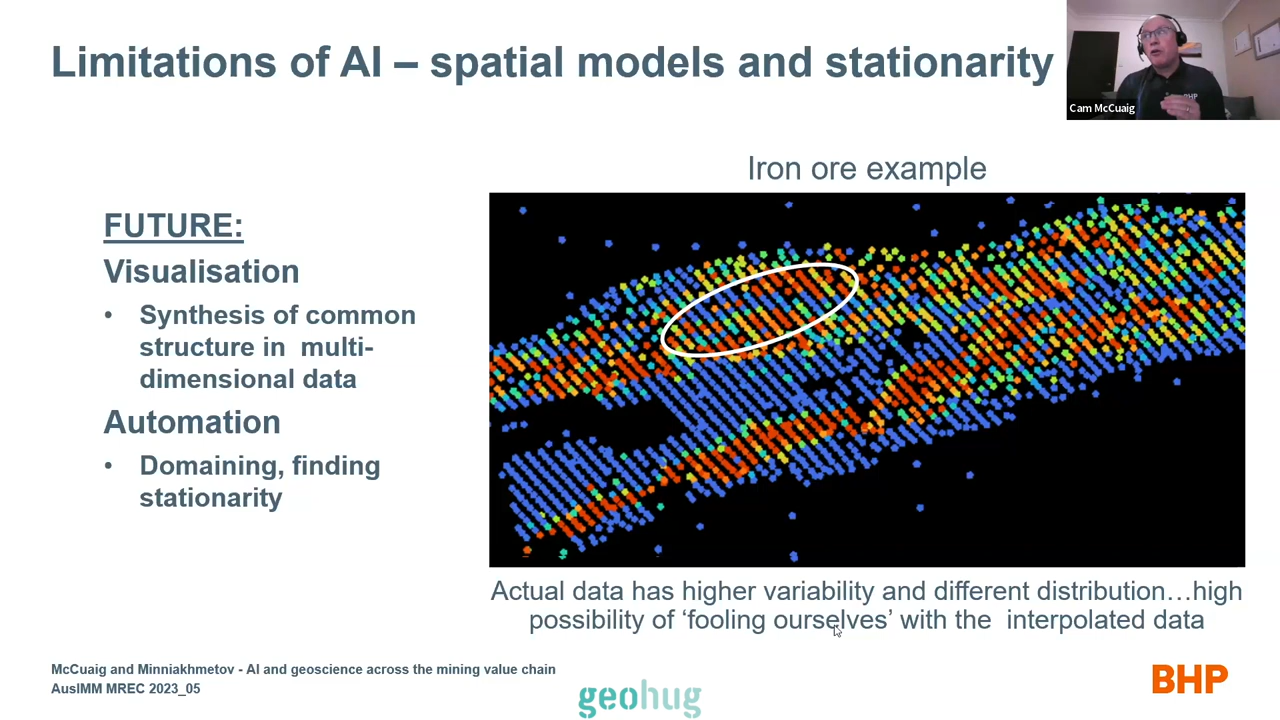 Limitations of AI – spatial models and stationarity
BHP
Cam McCuaig
Iron ore example
FUTURE:
Visualisation
• Synthesis of common
structure in  multi-
dimensional data
Automation
• Domaining, finding
stationarity
Actual data has higher variability and different distribution…high
possibility of ‘fooling ourselves’ with the  interpolated data
McCuaig and Minniakhmetov - AI and geoscience across the mining value chain
AusIMM MREC 2023_05
geohug
BHP